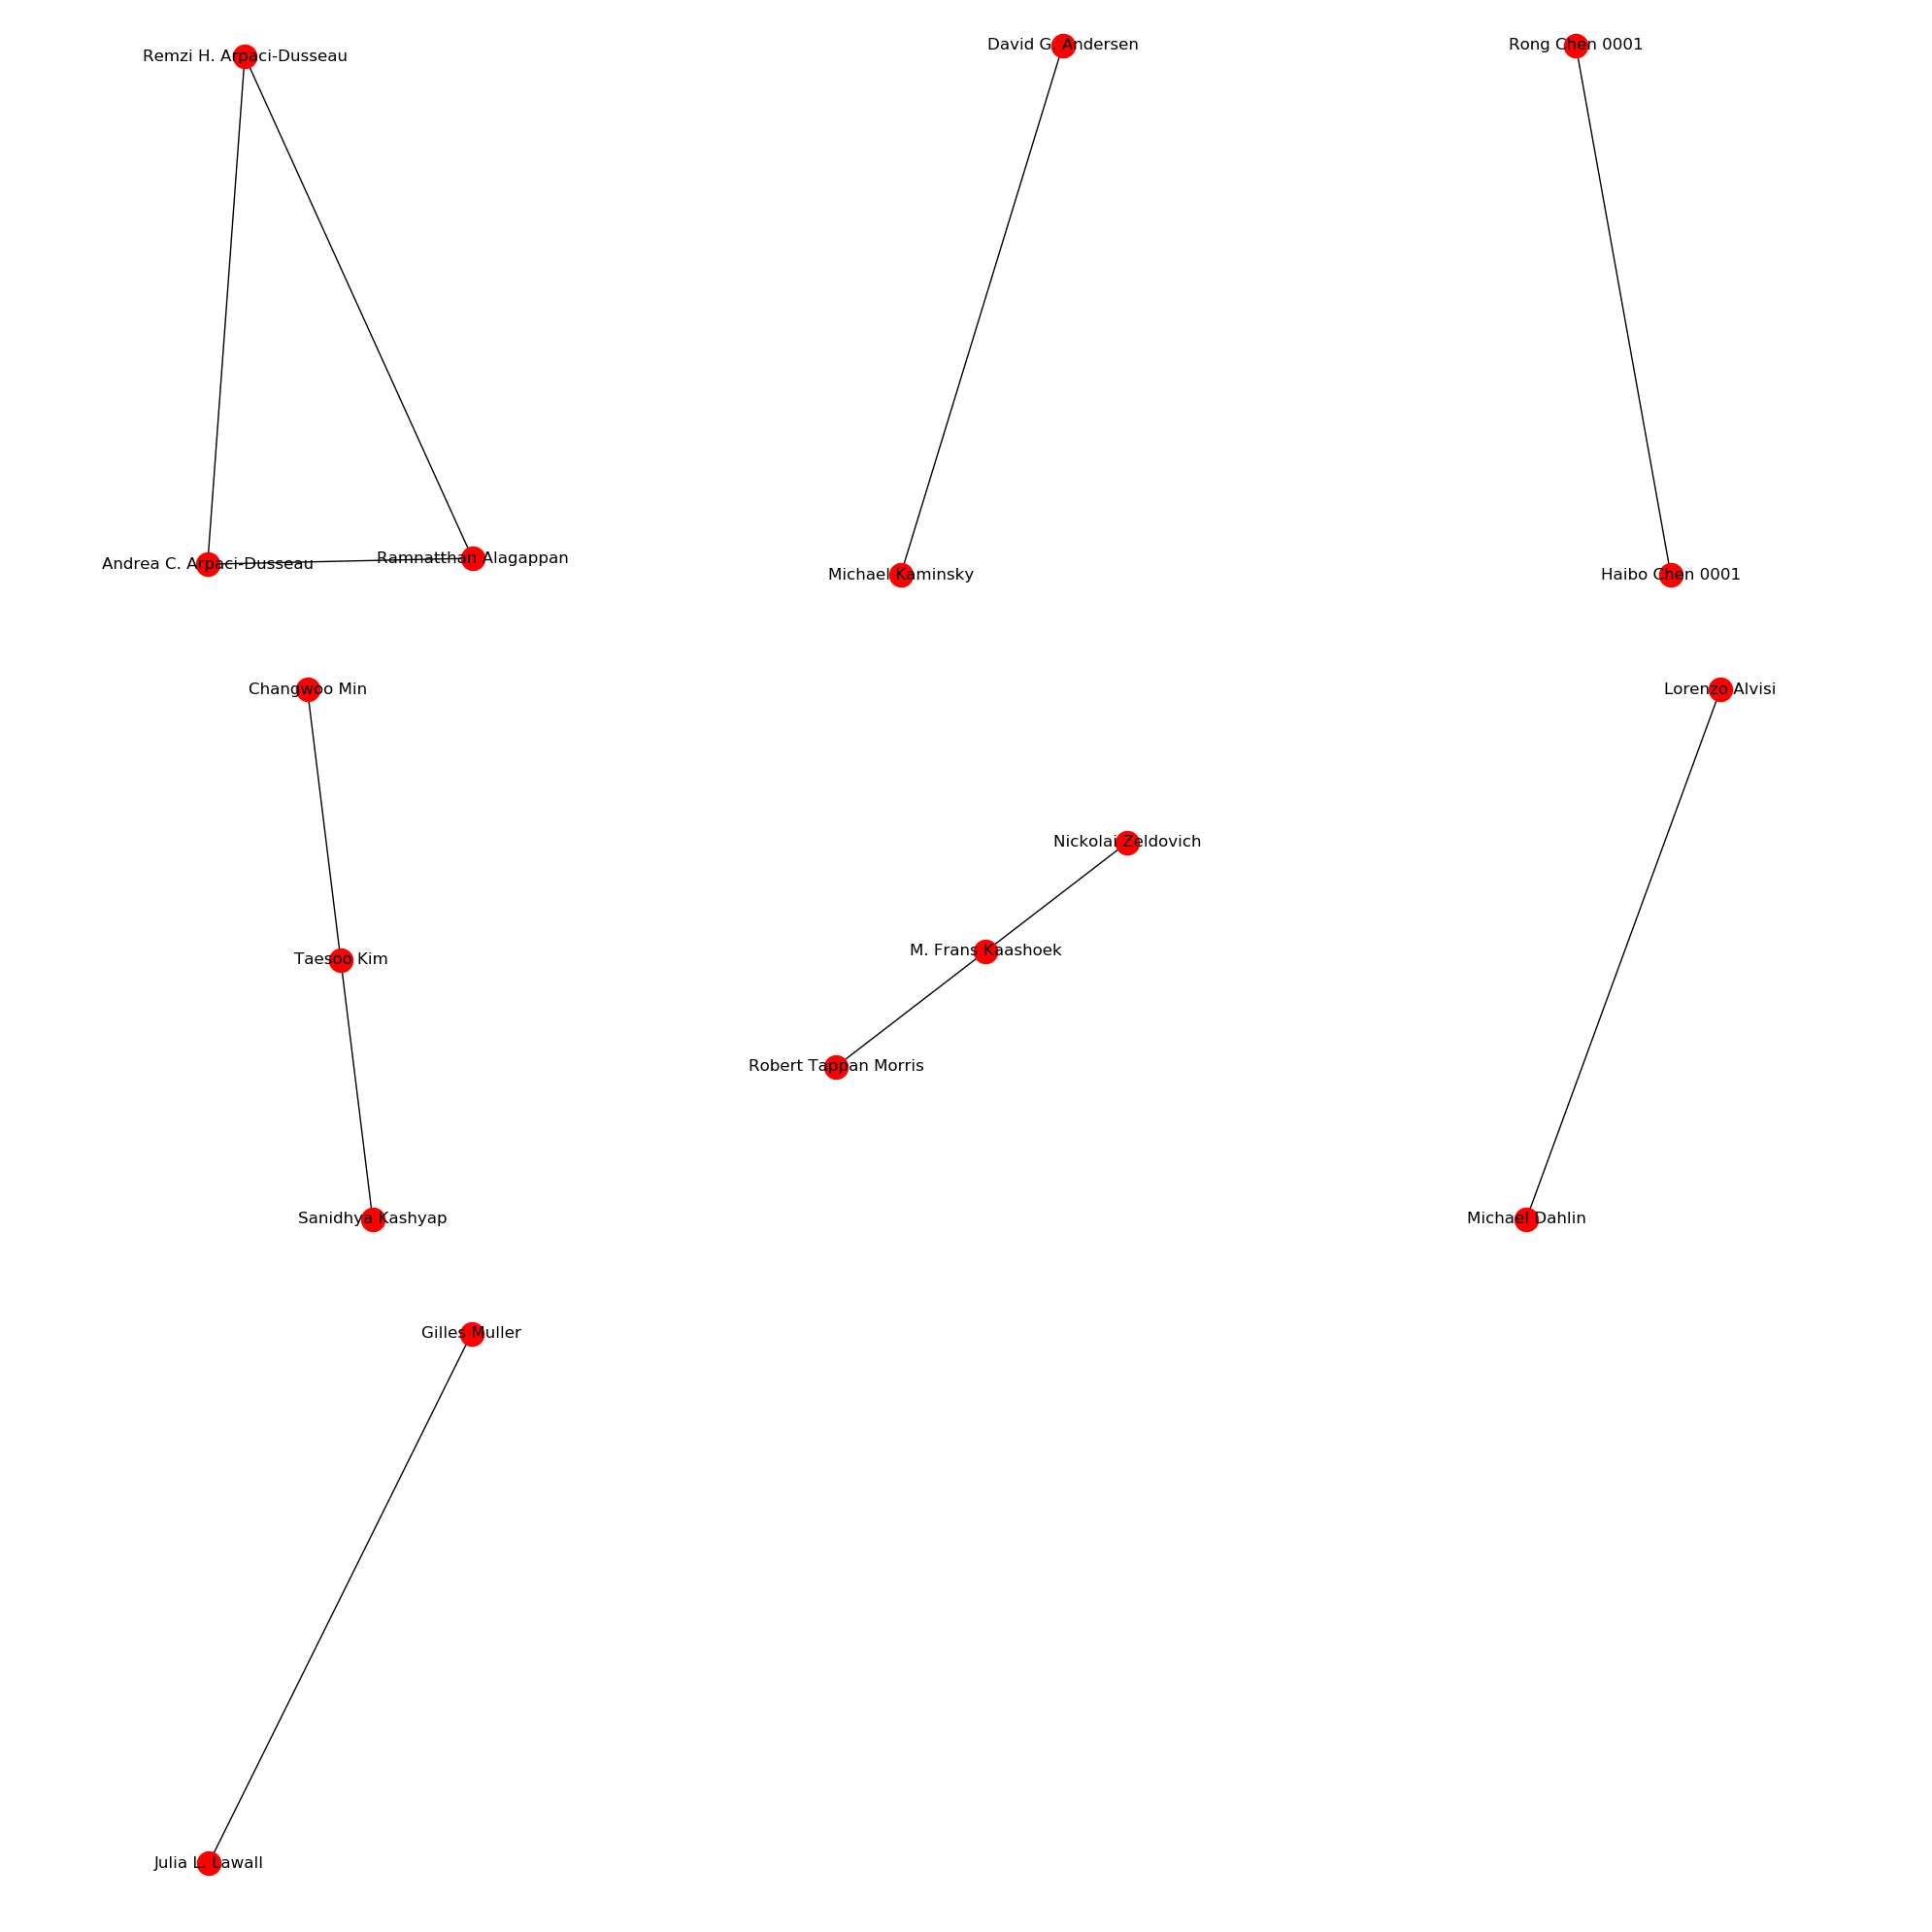 Remzi H. Arpaci-Dusseau
Andrea C. Arpaci-Dusseau
Ramnatthan Alagappan
David G. Andersen
Michael Kaminsky
Rong Chen 0001
Haibo Chen 0001
Changwoo Min
Taesoo Kim
Sanidhya Kashyap
Nickolai Zeldovich
M. Frans Kaashoek
Robert Tappan Morris
Lorenzo Alvisi
Michael Dahlin
Gilles Muller
Julia L. Lawall